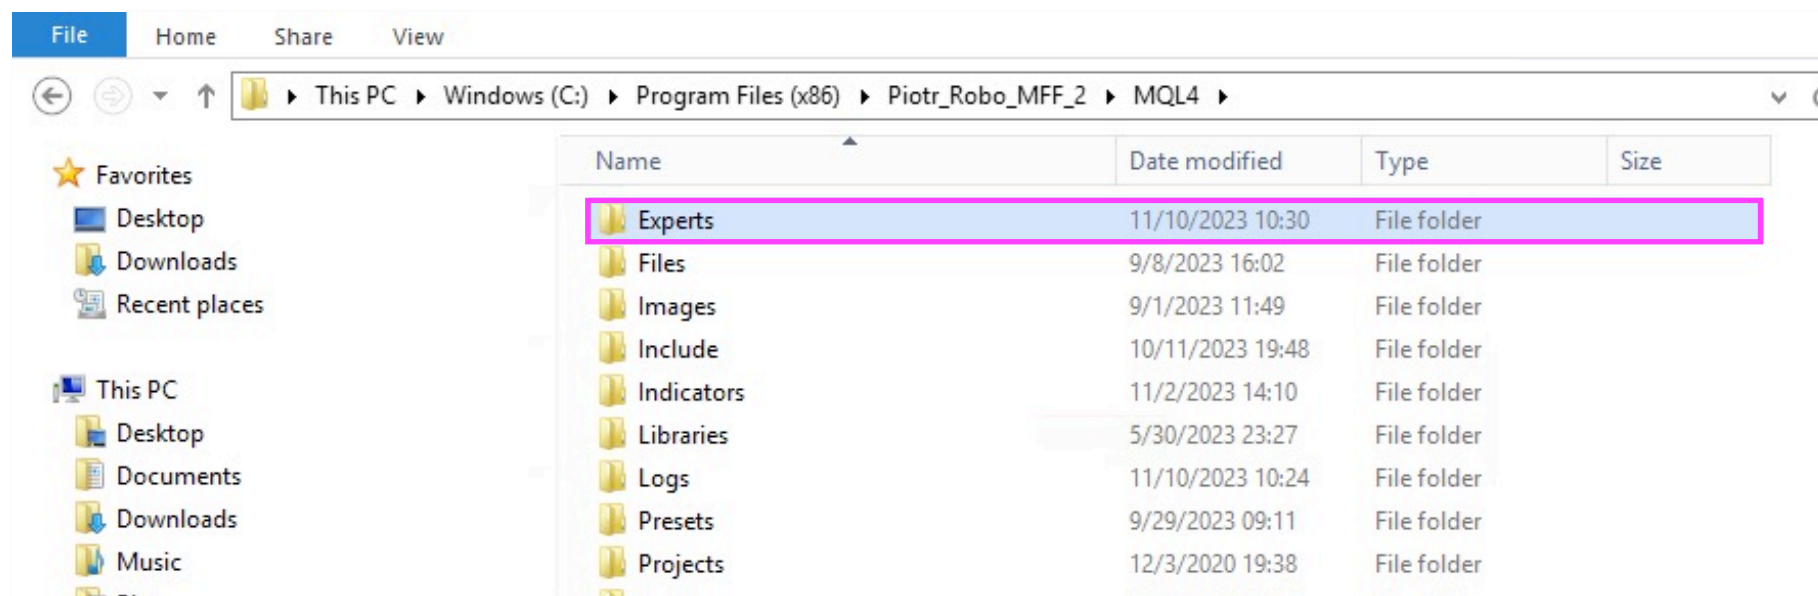 File Home Share View
This PC Windows (C:) Program Files (x86) Piotr_Robo_MFF_2 MQL4
Favorites
Desktop
Downloads
Recent places
This PC
Desktop
Documents
Downloads
Music
Name Date modified Type Size
Experts 11/10/2023 10:30 File folder
Files 9/8/2023 16:02 File folder
Images 9/1/2023 11:49 File folder
Include 10/11/2023 19:48 File folder
Indicators 11/2/2023 14:10 File folder
Libraries 5/30/2023 23:27 File folder
Logs 11/10/2023 10:24 File folder
Presets 9/29/2023 09:11 File folder
Projects 12/3/2020 19:38 File folder